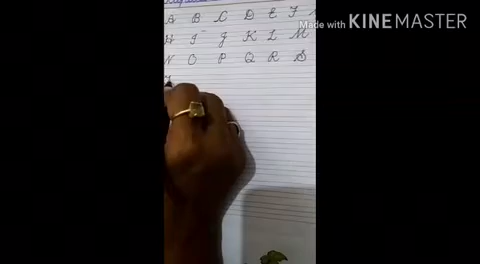 Made with KINEMASTER
A B C D E F
H I J K L M
N O P Q R S